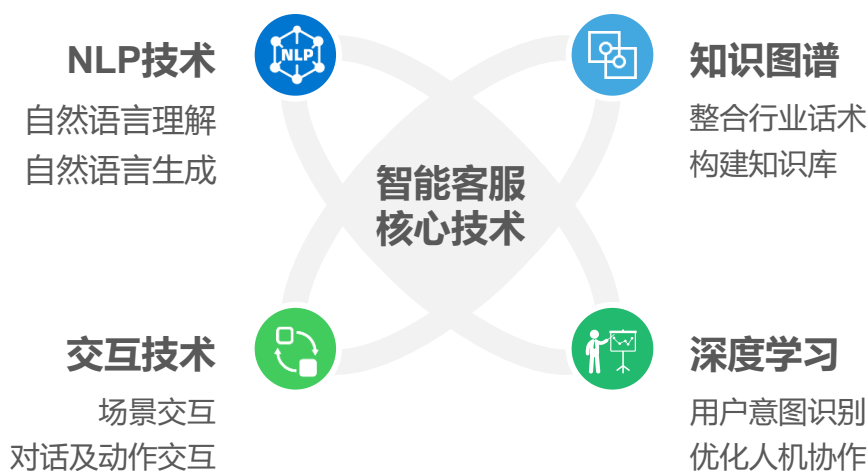 NLP技术
自然语言理解
自然语言生成
NLP
知识图谱
整合行业话术
构建知识库
智能客服
核心技术
交互技术
场景交互
对话及动作交互
深度学习
用户意图识别
优化人机协作